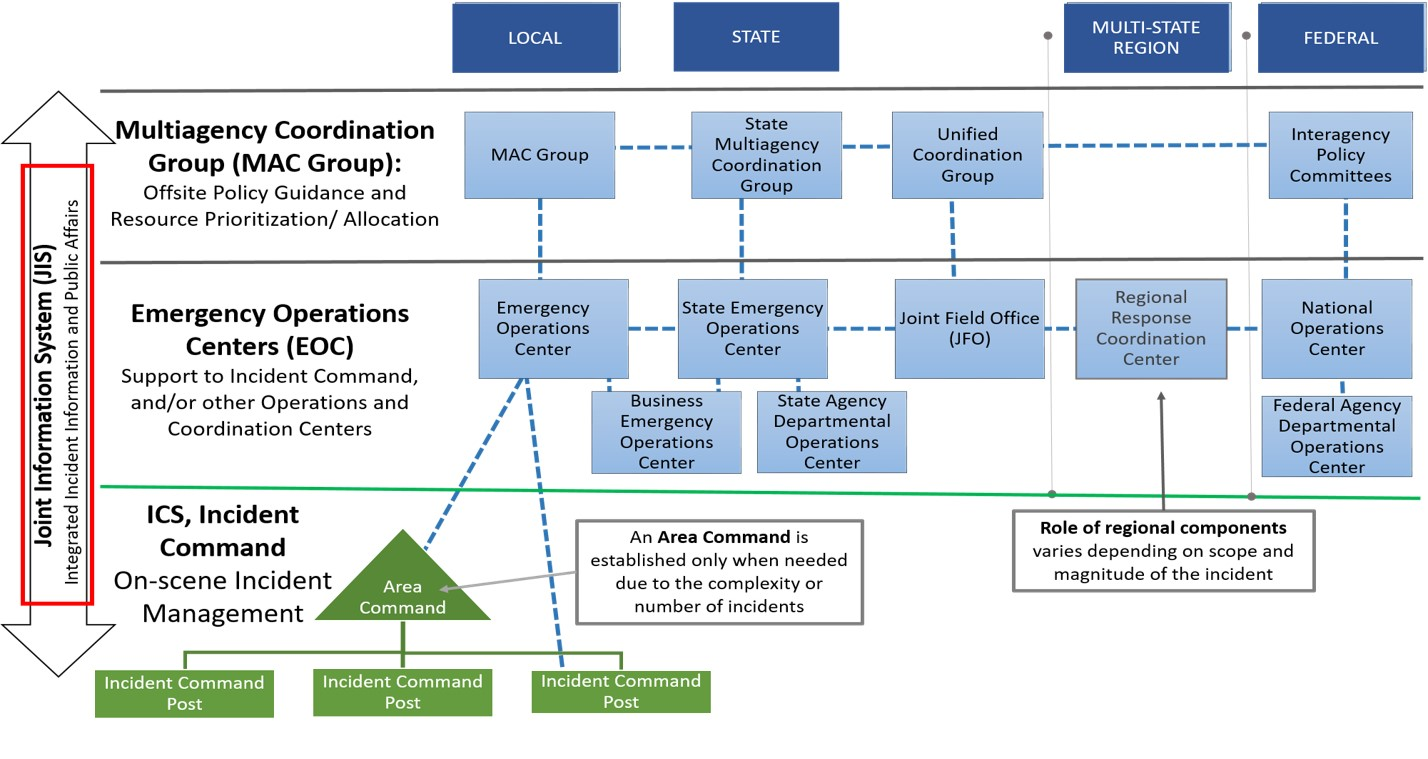 LOCAL
STATE
MULTI-STATE
REGION
FEDERAL
Joint Information System (JIS)
Integrated Incident Information and Public Affairs
Multiagency Coordination
Group (MAC Group):
Offsite Policy Guidance and
Resource Prioritization/ Allocation
MAC Group
State
Multiagency
Coordination
Group
Unified
Coordination
Group
Interagency
Policy
Committees
Emergency Operations
Centers (EOC)
Support to Incident Command,
and/or other Operations and
Coordination Centers
Emergency
Operations
Center
State Emergency
Operations
Center
Joint Field Office
(JFO)
Regional
Response
Coordination
Center
National
Operations
Center
Business
Emergency
Operations
Center
State Agency
Departmental
Operations
Center
Federal Agency
Departmental
Operations
Center
ICS, Incident
Command
On-scene Incident
Management
Area
Command
An Area Command is
established only when needed
due to the complexity or
number of incidents
Role of regional components
varies depending on scope and
magnitude of the incident
Incident Command
Post
Incident Command
Post
Incident Command
Post